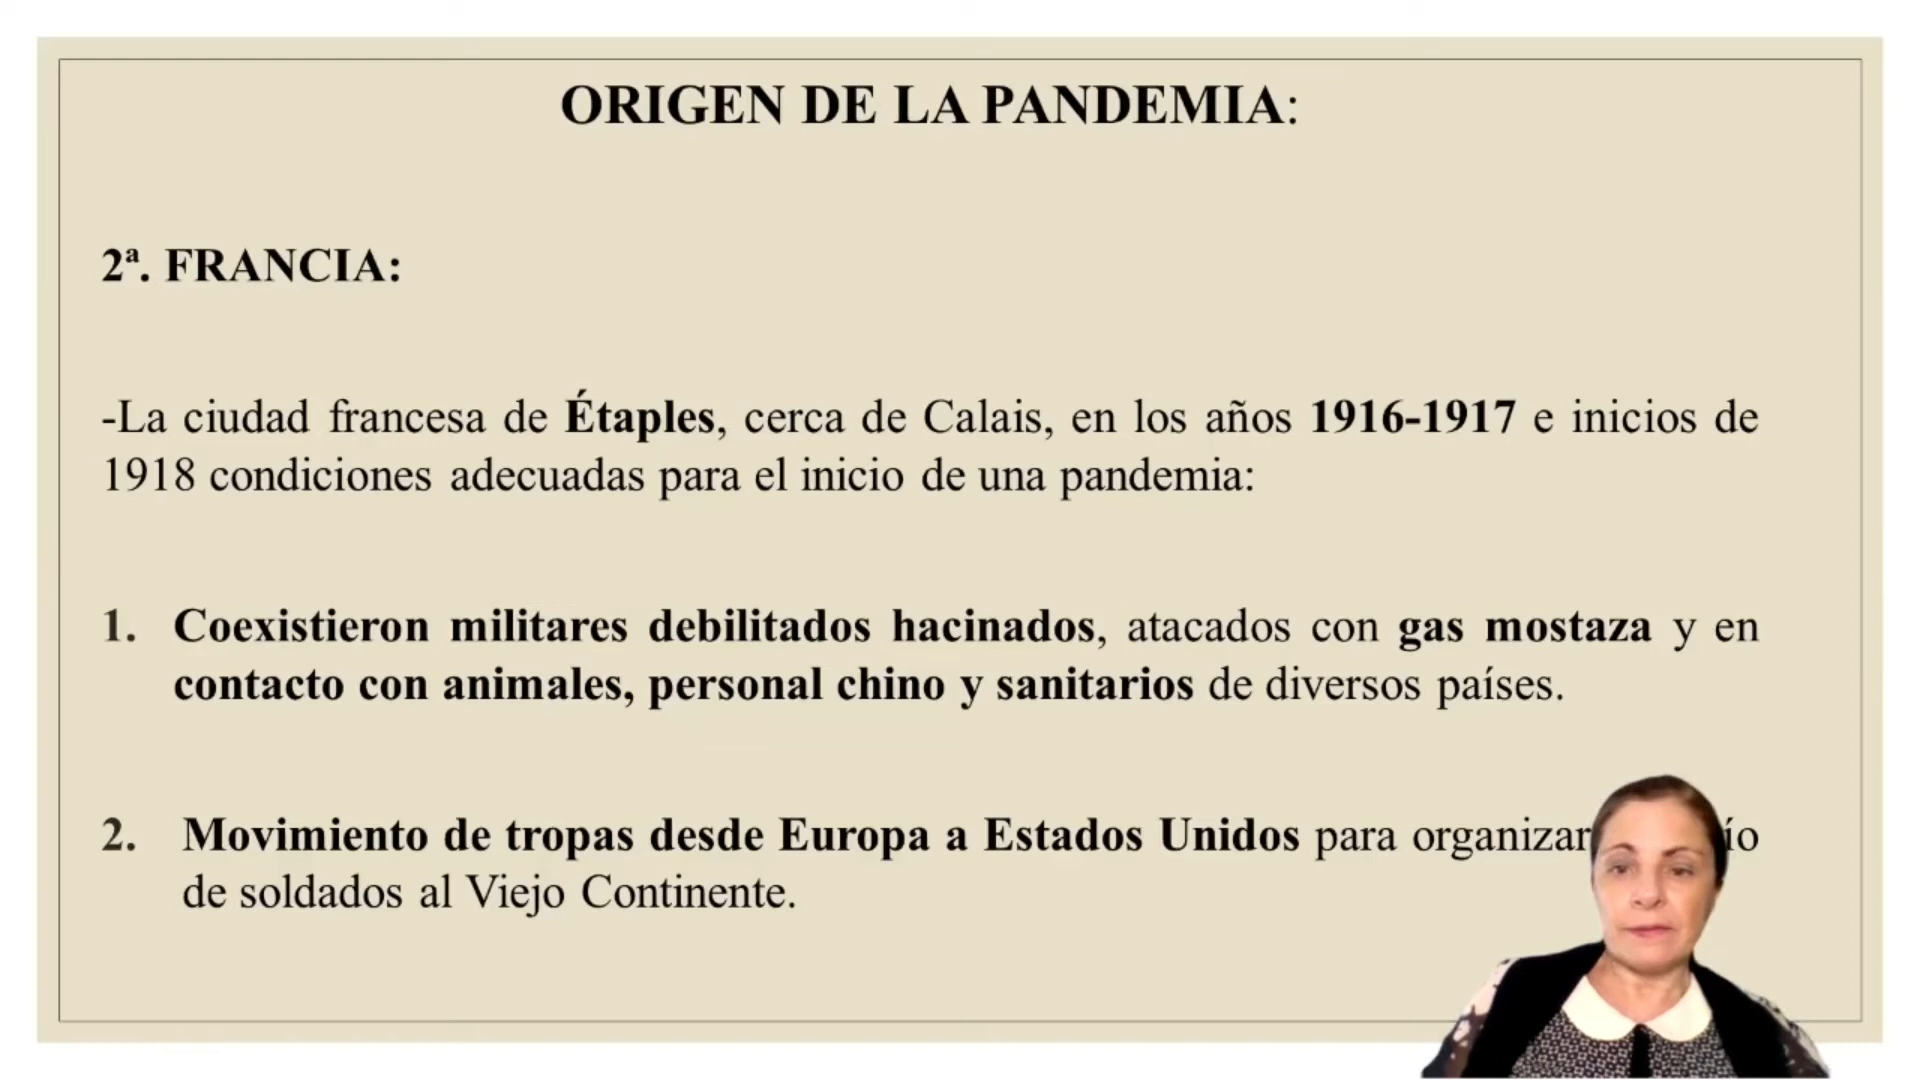 ORIGEN DE LA PANDEMIA:
2ª. FRANCIA:
-La ciudad francesa de Étaples, cerca de Calais, en los años 1916-1917 e inicios de
1918 condiciones adecuadas para el inicio de una pandemia:
1. Coexistieron militares debilitados hacinados, atacados con gas mostaza y en
contacto con animales, personal chino y sanitarios de diversos países.
2. Movimiento de tropas desde Europa a Estados Unidos para organizar
de soldados al Viejo Continente.